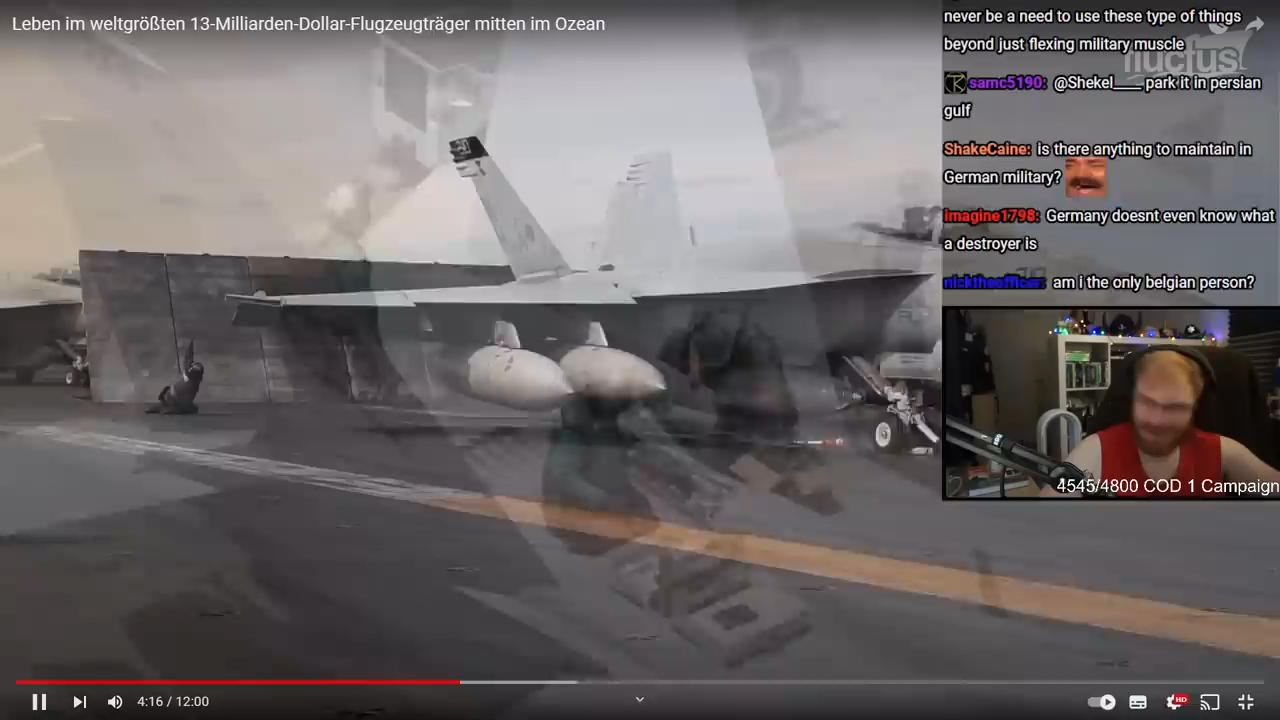 Leben im weltgrößten 13-Milliarden-Dollar-Flugzeugträger mitten im Ozean
never be a need to use these type of things
beyond just flexing military muscle
fluctus
samc5190: @Shekel____ park it in persian
gulf
ShakeCaine: is there anything to maintain in
German military?
imagine1798: Germany doesnt even know what
a destroyer is
nicktheofficer: am i the only belgian person?
4545/4800 COD 1 Campaign
4:16 / 12:00
HD